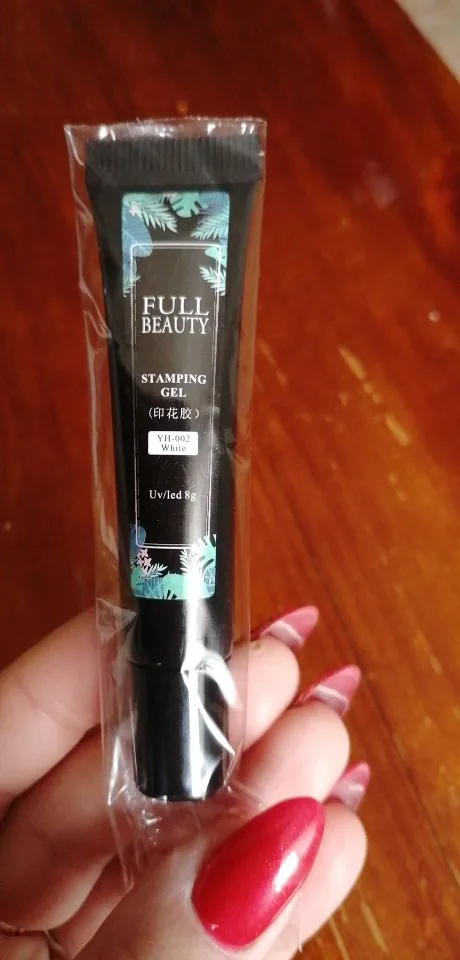 FULL
BEAUTY
STAMPING
GEL
(印花胶)
YH-002
White
Uv/led 8g